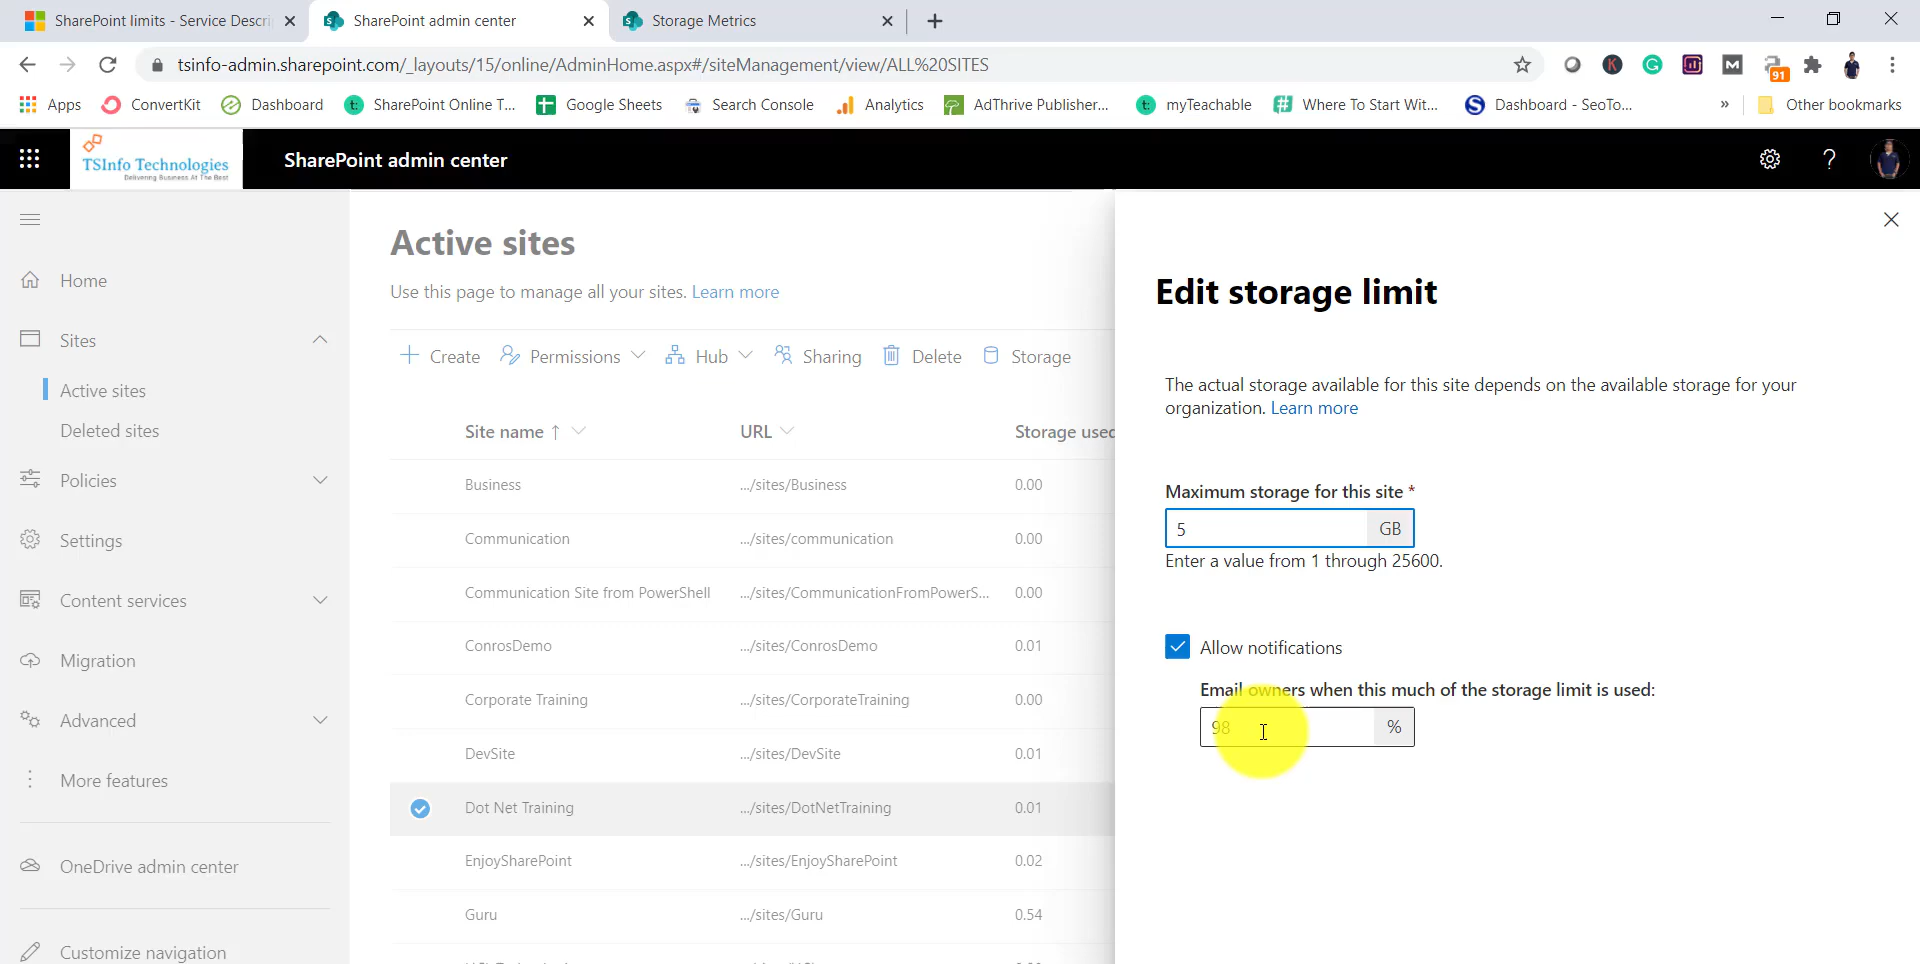 SharePoint limits - Service Descri
SharePoint admin center
Storage Metrics
tsinfo-admin.sharepoint.com/_layouts/15/online/AdminHome.aspx#/siteManagement/view/ALL%20SITES
91
Apps
ConvertKit
Dashboard
SharePoint Online T...
Google Sheets
Search Console
Analytics
AdThrive Publisher...
myTeachable
Where To Start Wit...
Dashboard - SeoTo...
»
Other bookmarks
TSInfo Technologies
Delivering Business At The Best
SharePoint admin center
Home
Sites
Active sites
Deleted sites
Policies
Settings
Content services
Migration
Advanced
More features
OneDrive admin center
Customize navigation
Active sites
Use this page to manage all your sites. Learn more
Create
Permissions
Hub
Sharing
Delete
Storage
Site name ↑ URL Storage used
Business .../sites/Business 0.00
Communication .../sites/communication 0.00
Communication Site from PowerShell .../sites/CommunicationFromPowerS... 0.00
ConrosDemo .../sites/ConrosDemo 0.01
Corporate Training .../sites/CorporateTraining 0.00
DevSite .../sites/DevSite 0.01
Dot Net Training .../sites/DotNetTraining 0.01
EnjoySharePoint .../sites/EnjoySharePoint 0.02
Guru .../sites/Guru 0.54
Edit storage limit
The actual storage available for this site depends on the available storage for your
organization. Learn more
Maximum storage for this site *
5 GB
Enter a value from 1 through 25600.
Allow notifications
Email owners when this much of the storage limit is used:
98 %